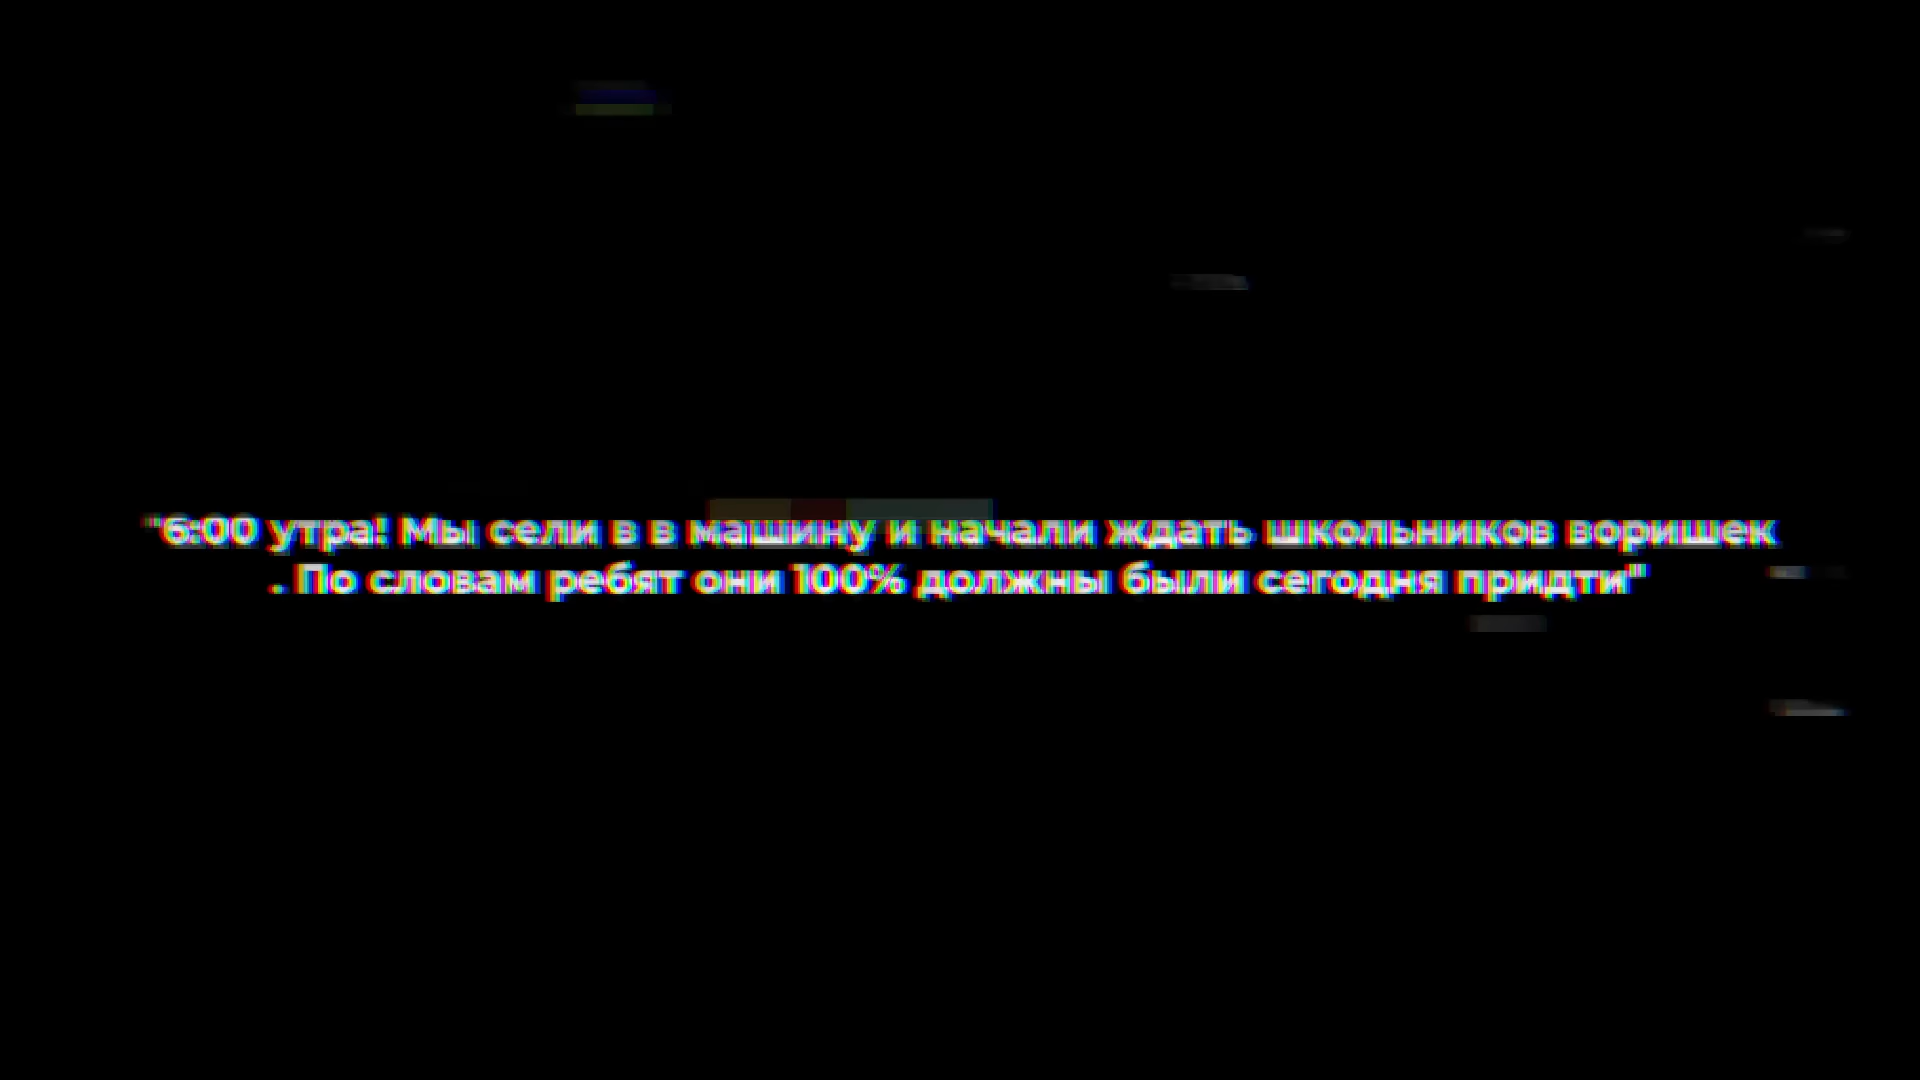 "6:00 утра! Мы сели в в машину и начали ждать школьников воришек
. По словам ребят они 100% должны были сегодня придти"